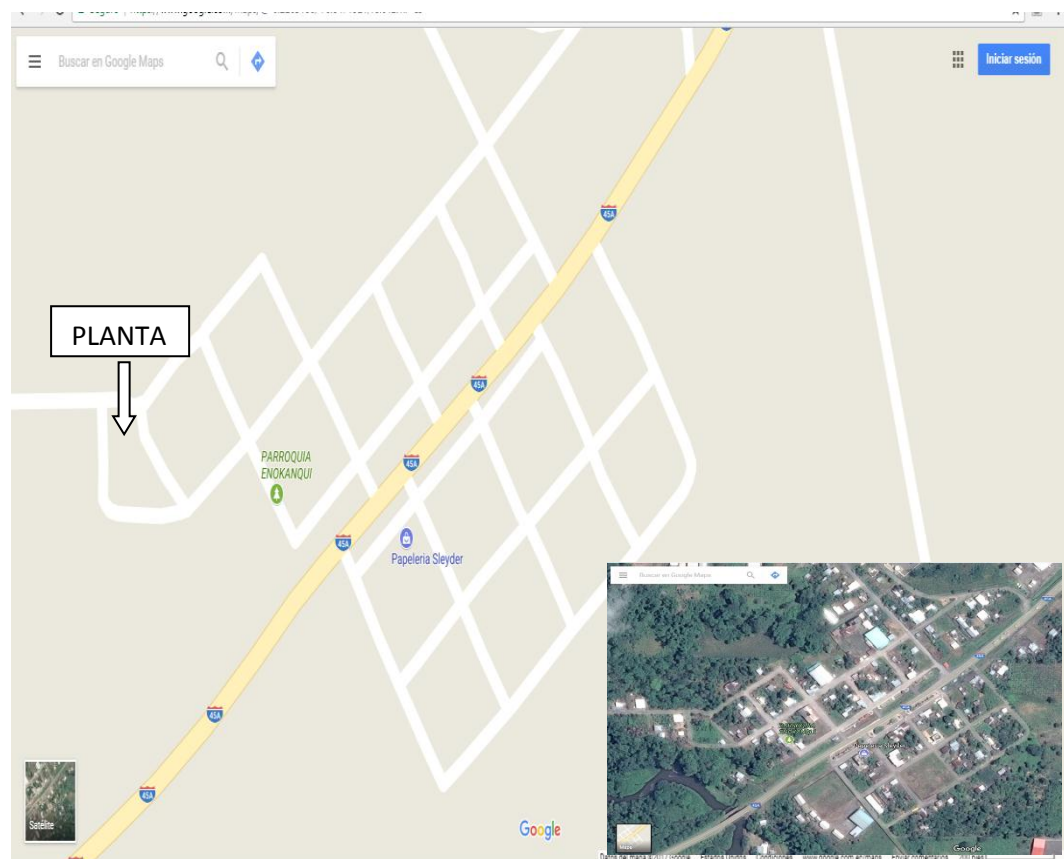 Buscar en Google Maps
Iniciar sesión
45A
PLANTA
45A
45A
PARROQUIA
ENOKANQUI
45A
45A
Papeleria Sleyder
Buscar en Google Maps
45A
Satélite
45A
Google
Google